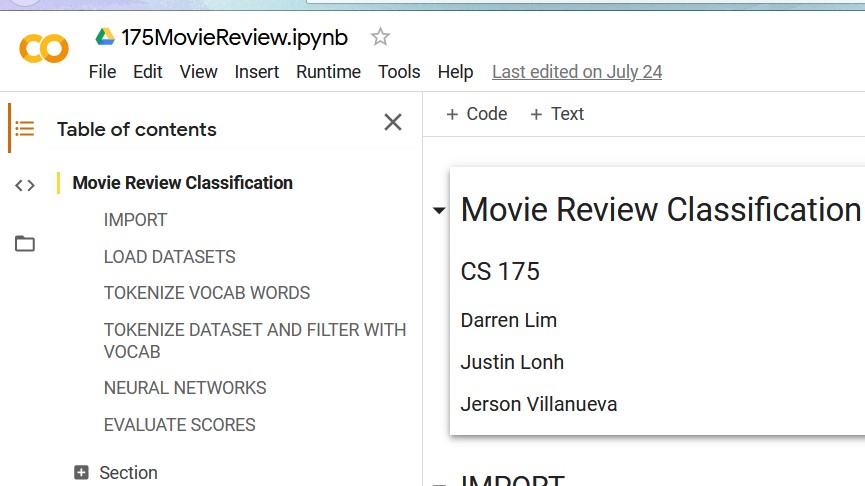 175MovieReview.ipynb
File Edit View Insert Runtime Tools Help Last edited on July 24
Table of contents
Movie Review Classification
IMPORT
LOAD DATASETS
TOKENIZE VOCAB WORDS
TOKENIZE DATASET AND FILTER WITH
VOCAB
NEURAL NETWORKS
EVALUATE SCORES
Section
+ Code + Text
Movie Review Classification
CS 175
Darren Lim
Justin Lonh
Jerson Villanueva
IMPORT